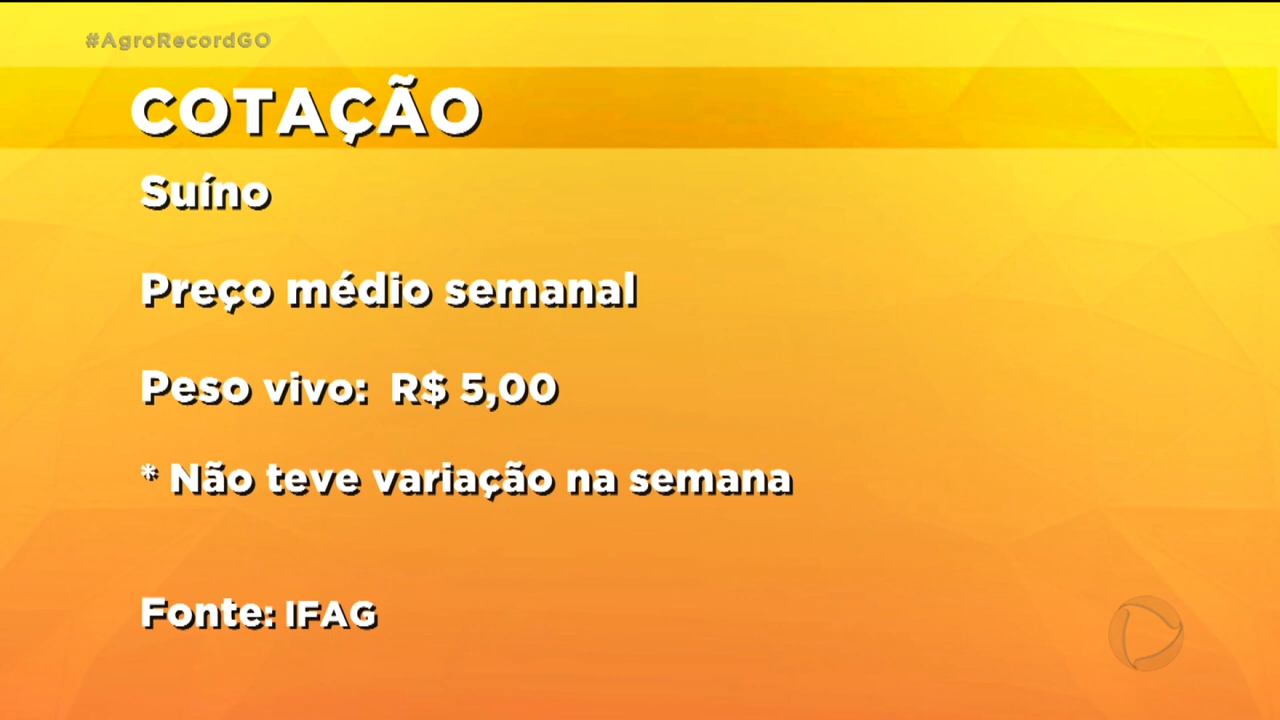 #AgroRecordGO
COTAÇÃO
Suíno
Preço médio semanal
Peso vivo: R$ 5,00
* Não teve variação na semana
Fonte: IFAG